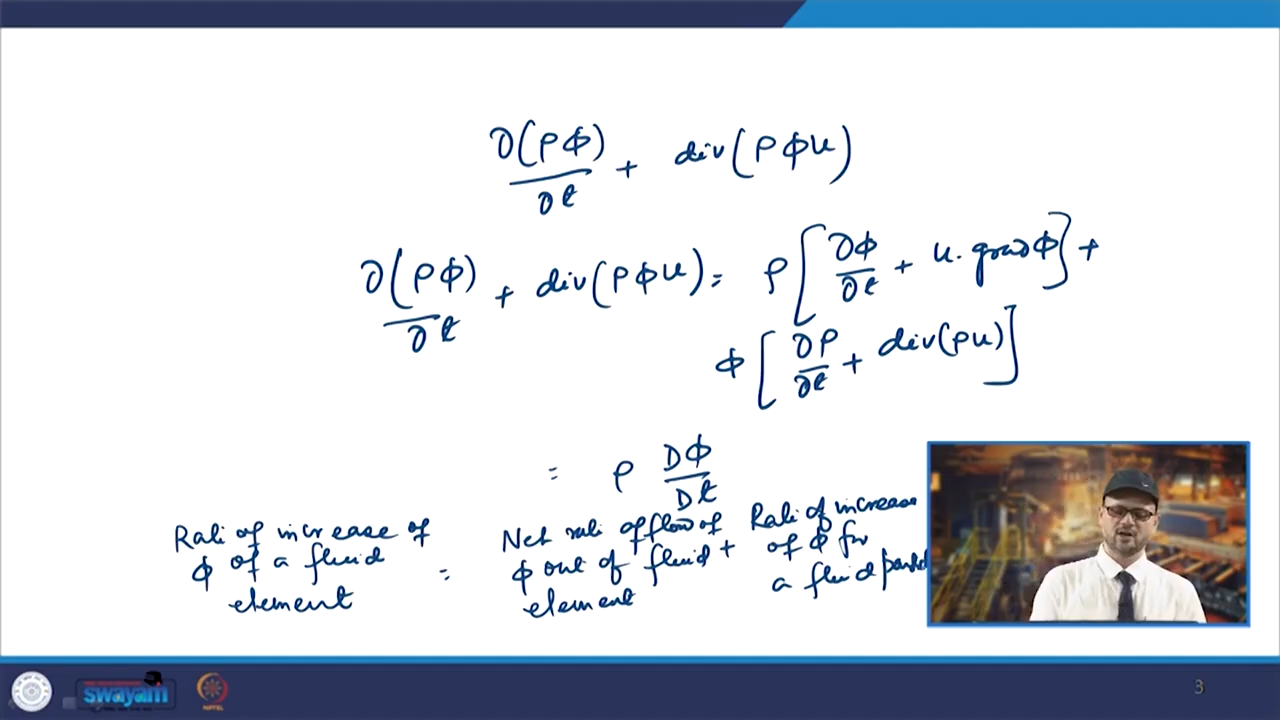 ∂(ρϕ)/∂t + div(ρϕu)
∂(ρϕ)/∂t + div(ρϕu) = ρ[∂ϕ/∂t + u. grad ϕ] +
ϕ[∂ρ/∂t + div(ρu)]
= ρ Dϕ/Dt
Rate of increase of ϕ of a fluid element = Net rate of flow of ϕ out of fluid element + Rate of increase of ϕ for a fluid
swayam
NPTEL
3